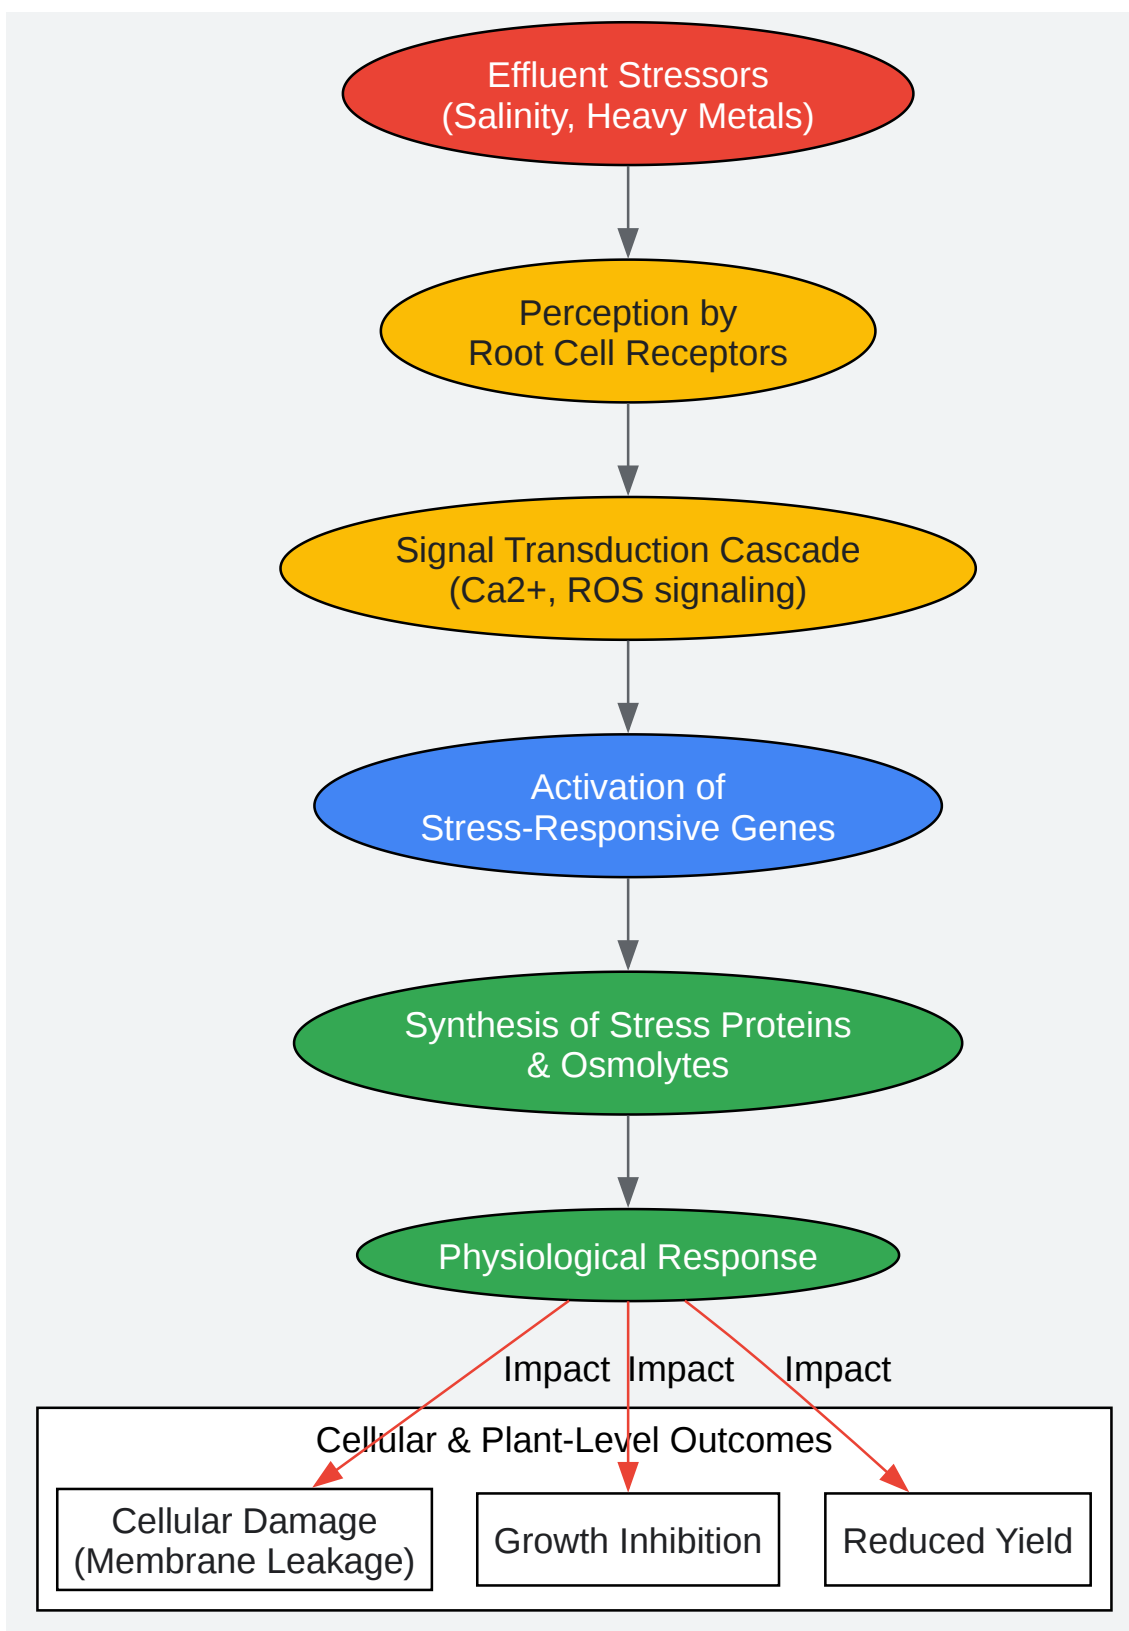 Effluent Stressors
(Salinity, Heavy Metals)
Perception by
Root Cell Receptors
Signal Transduction Cascade
(Ca2+, ROS signaling)
Activation of
Stress-Responsive Genes
Synthesis of Stress Proteins
& Osmolytes
Physiological Response
Impact
Impact
Impact
Cellular & Plant-Level Outcomes
Cellular Damage
(Membrane Leakage)
Growth Inhibition
Reduced Yield